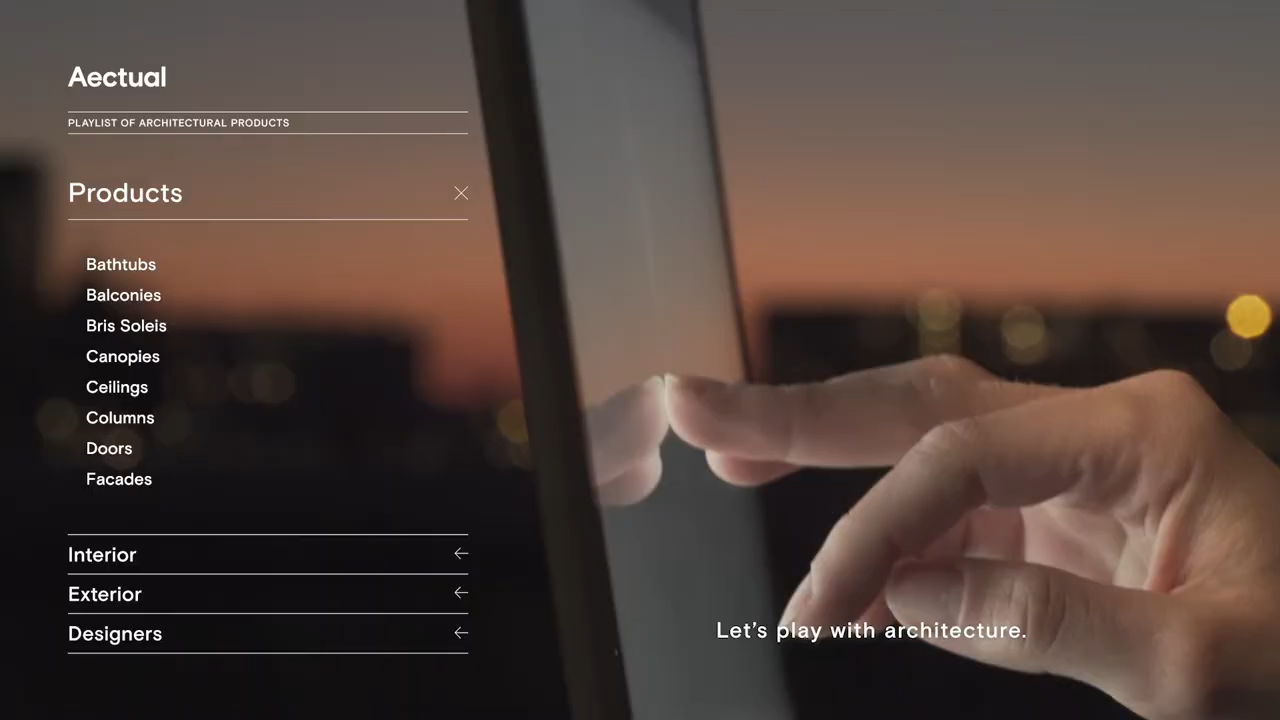 Aectual
PLAYLIST OF ARCHITECTURAL PRODUCTS
Products
Bathtubs
Balconies
Bris Soleis
Canopies
Ceilings
Columns
Doors
Facades
Interior
Exterior
Designers
Let's play with architecture.